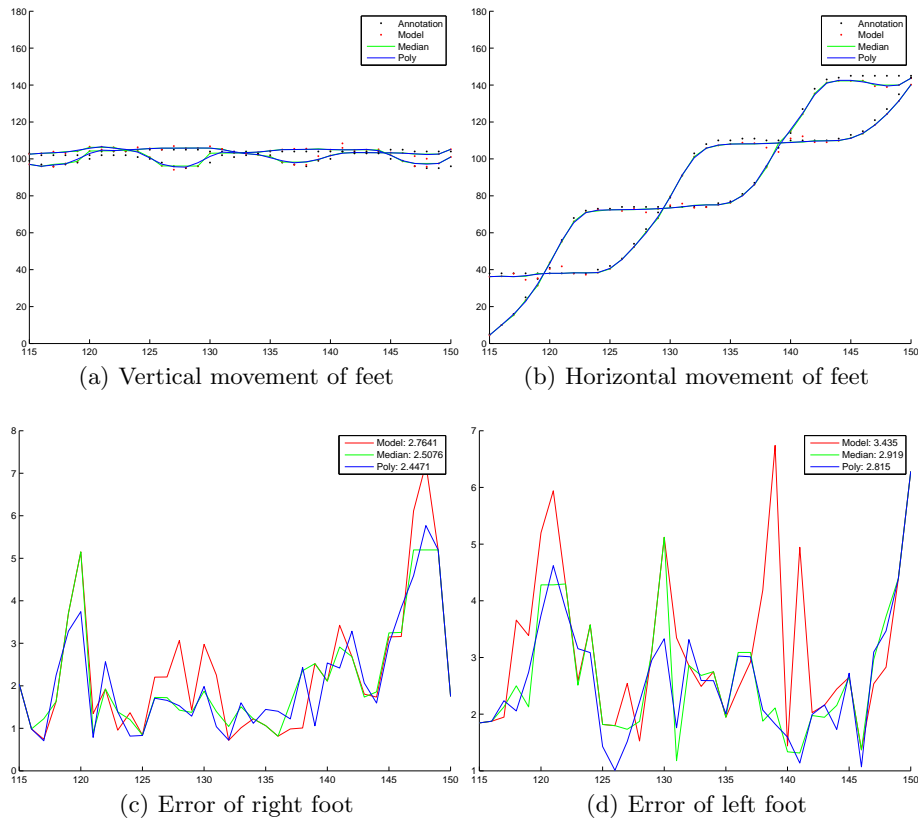 180
160
140
120
100
80
60
40
20
0
115 120 125 130 135 140 145 150
Annotation
Model
Median
Poly
(a) Vertical movement of feet
180
160
140
120
100
80
60
40
20
0
115 120 125 130 135 140 145 150
Annotation
Model
Median
Poly
(b) Horizontal movement of feet
8
7
6
5
4
3
2
1
0
115 120 125 130 135 140 145 150
Model: 2.7641
Median: 2.5076
Poly: 2.4471
(c) Error of right foot
7
6
5
4
3
2
1
115 120 125 130 135 140 145 150
Model: 3.435
Median: 2.919
Poly: 2.815
(d) Error of left foot